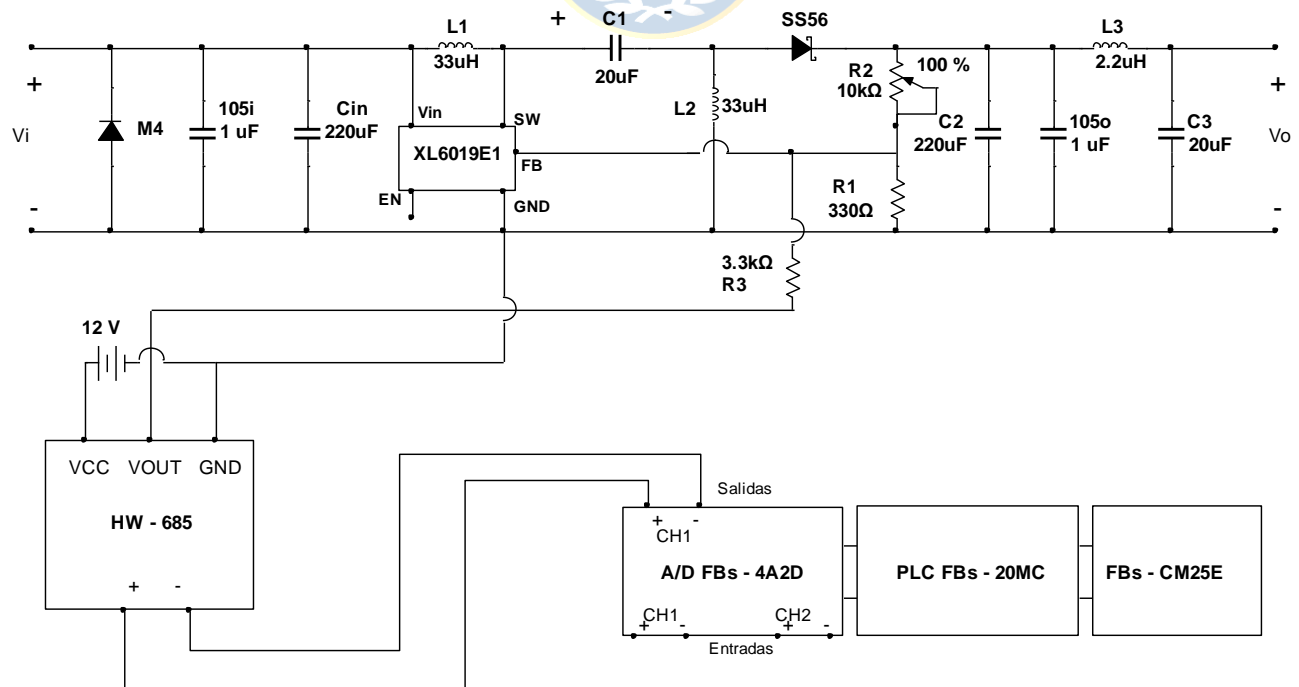 + C1 -
20uF
SS56
L1
33uH
L3
2.2uH
R2
10kΩ
100 %
+
Vi
-
M4
105i
1 uF
Cin
220uF
Vin
SW
XL6019E1
FB
EN
GND
L2
33uH
C2
220uF
105o
1 uF
C3
20uF
+
Vo
-
R1
330Ω
3.3kΩ
R3
12 V
VCC VOUT GND
HW - 685
+ -
Salidas
+ -
CH1
A/D FBs - 4A2D
CH1 CH2
+ - + -
Entradas
PLC FBs - 20MC
FBs - CM25E